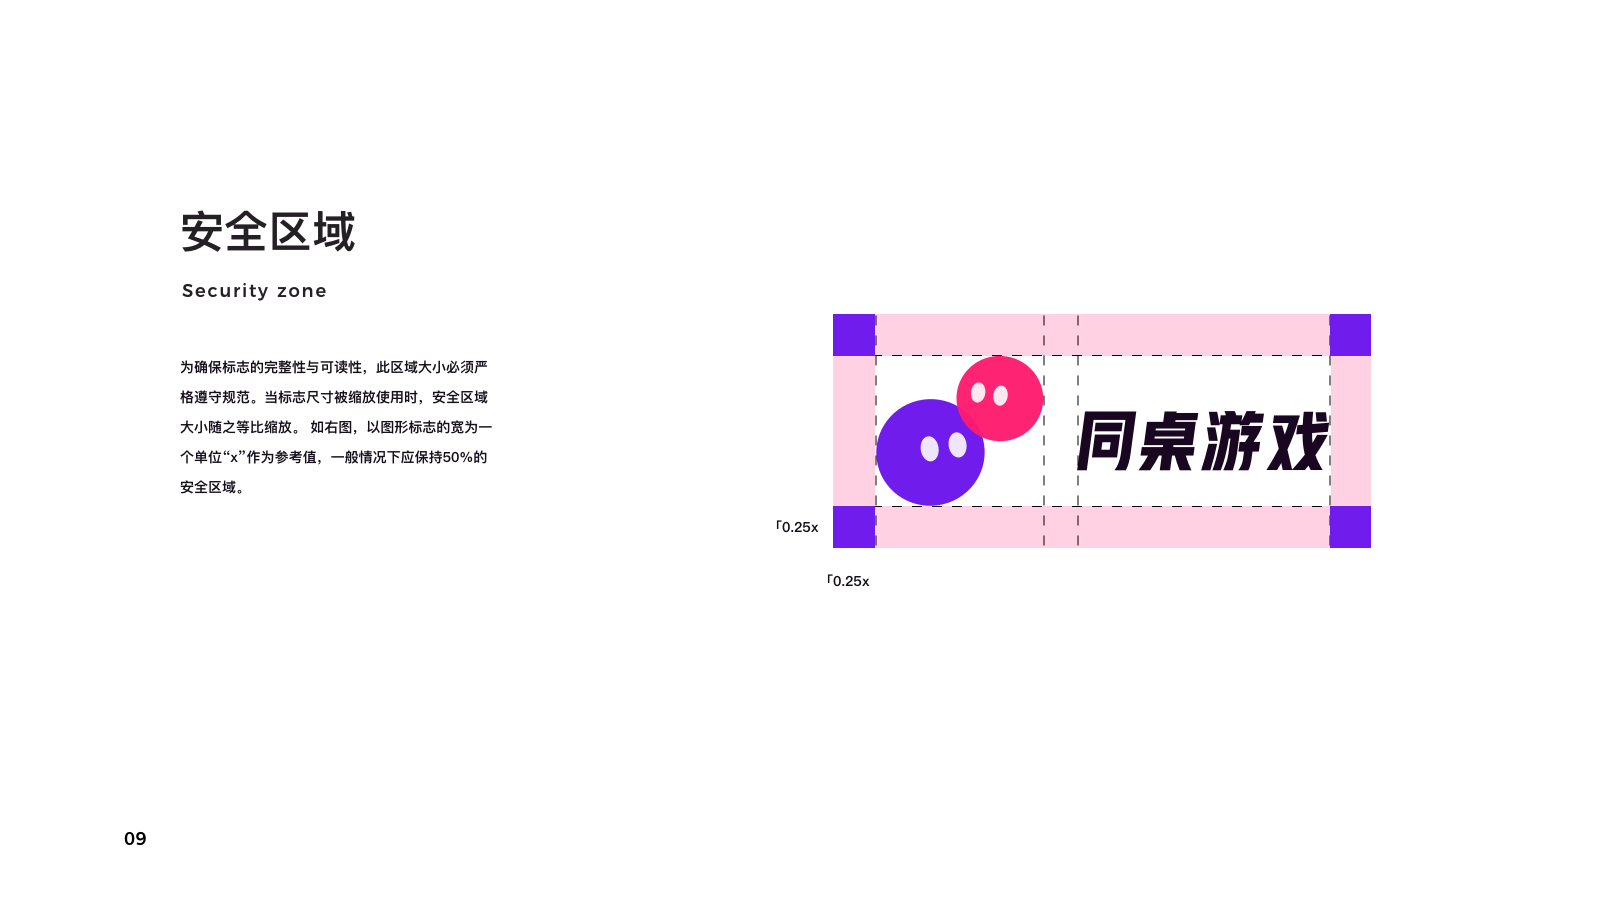 安全区域
Security zone
为确保标志的完整性与可读性，此区域大小必须严
格遵守规范。当标志尺寸被缩放使用时，安全区域
大小随之等比缩放。 如右图，以图形标志的宽为一
个单位“x”作为参考值，一般情况下应保持50%的
安全区域。
同桌游戏
「0.25x
「0.25x
09